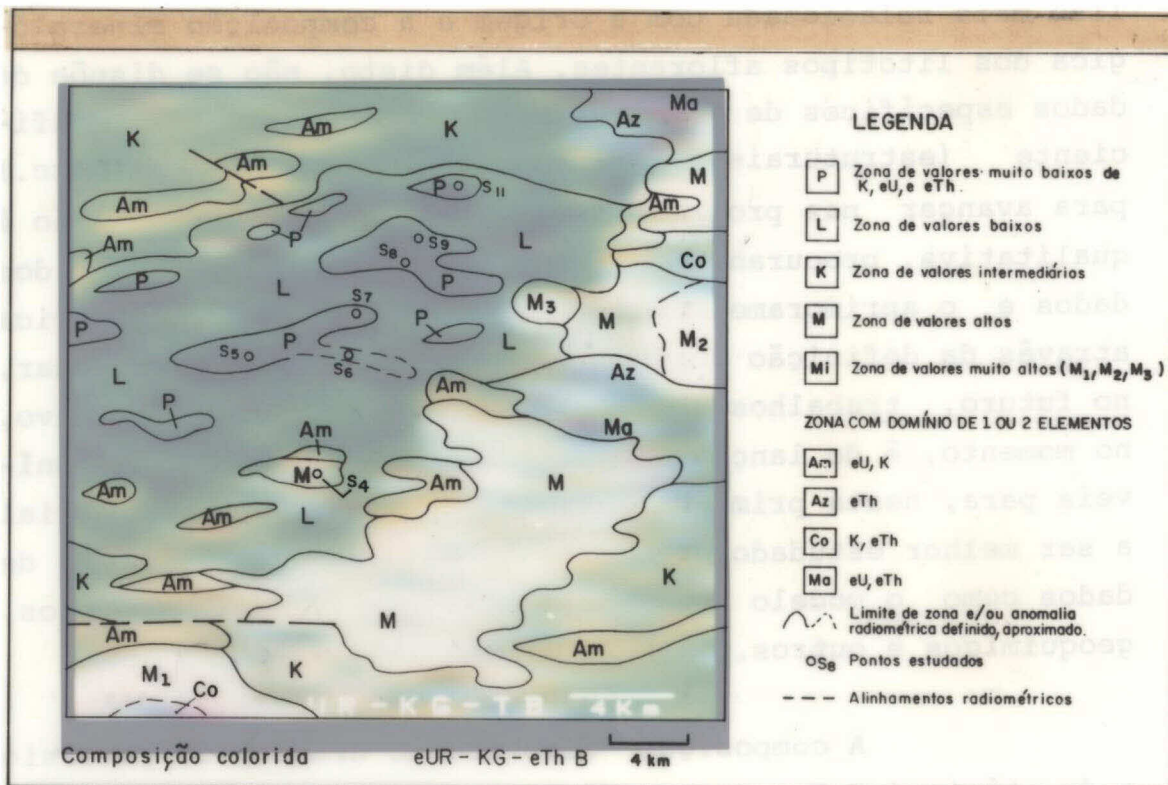 K
Am
Am
K
Az
Ma
Am
P
S11
M
Am
Am
P
L
S9
S8
Co
P
L
S7
M3
M
M2
P
S5
P
S6
P
L
Az
L
P
Am
Ma
Am
M
S4
Am
M
Am
Am
L
K
K
Am
Am
M
Am
M1
Co
K
UR-KG-TB 4Km
Composição colorida eUR - KG - eTh B 4 km
LEGENDA
P Zona de valores muito baixos de
K, eU, e eTh.
L Zona de valores baixos
K Zona de valores intermediários
M Zona de valores altos
Mi Zona de valores muito altos (M1, M2, M3)
ZONA COM DOMÍNIO DE 1 OU 2 ELEMENTOS
Am eU, K
Az eTh
Co K, eTh
Ma eU, eTh
Limite de zona e/ou anomalia
radiométrica definido, aproximado.
S8 Pontos estudados
Alinhamentos radiométricos